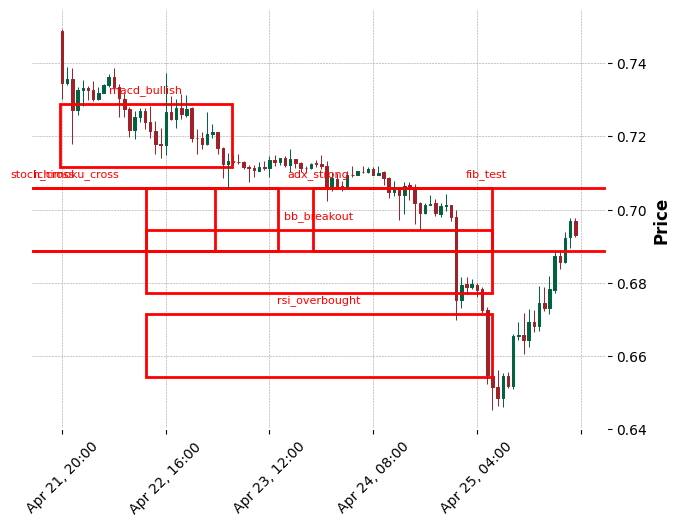 macd_bullish
stoch_cross
ichimoku_cross
adx_strong
fib_test
bb_breakout
rsi_overbought
0.74
0.72
0.70
0.68
0.66
0.64
Price
Apr 21, 20:00
Apr 22, 16:00
Apr 23, 12:00
Apr 24, 08:00
Apr 25, 04:00